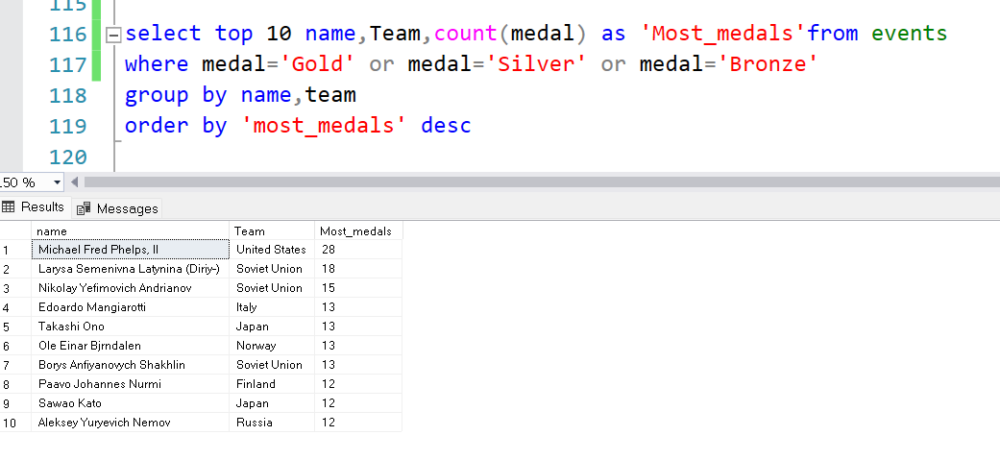 115
116 select top 10 name,Team,count(medal) as 'Most_medals'from events
117 where medal='Gold' or medal='Silver' or medal='Bronze'
118 group by name,team
119 order by 'most_medals' desc
120
150 %
Results Messages
name Team Most_medals
1 Michael Fred Phelps, II United States 28
2 Larysa Semenivna Latynina (Diriy-) Soviet Union 18
3 Nikolay Yefimovich Andrianov Soviet Union 15
4 Edoardo Mangiarotti Italy 13
5 Takashi Ono Japan 13
6 Ole Einar Bjrndalen Norway 13
7 Borys Anfiyanovych Shakhlin Soviet Union 13
8 Paavo Johannes Nurmi Finland 12
9 Sawao Kato Japan 12
10 Aleksey Yuryevich Nemov Russia 12